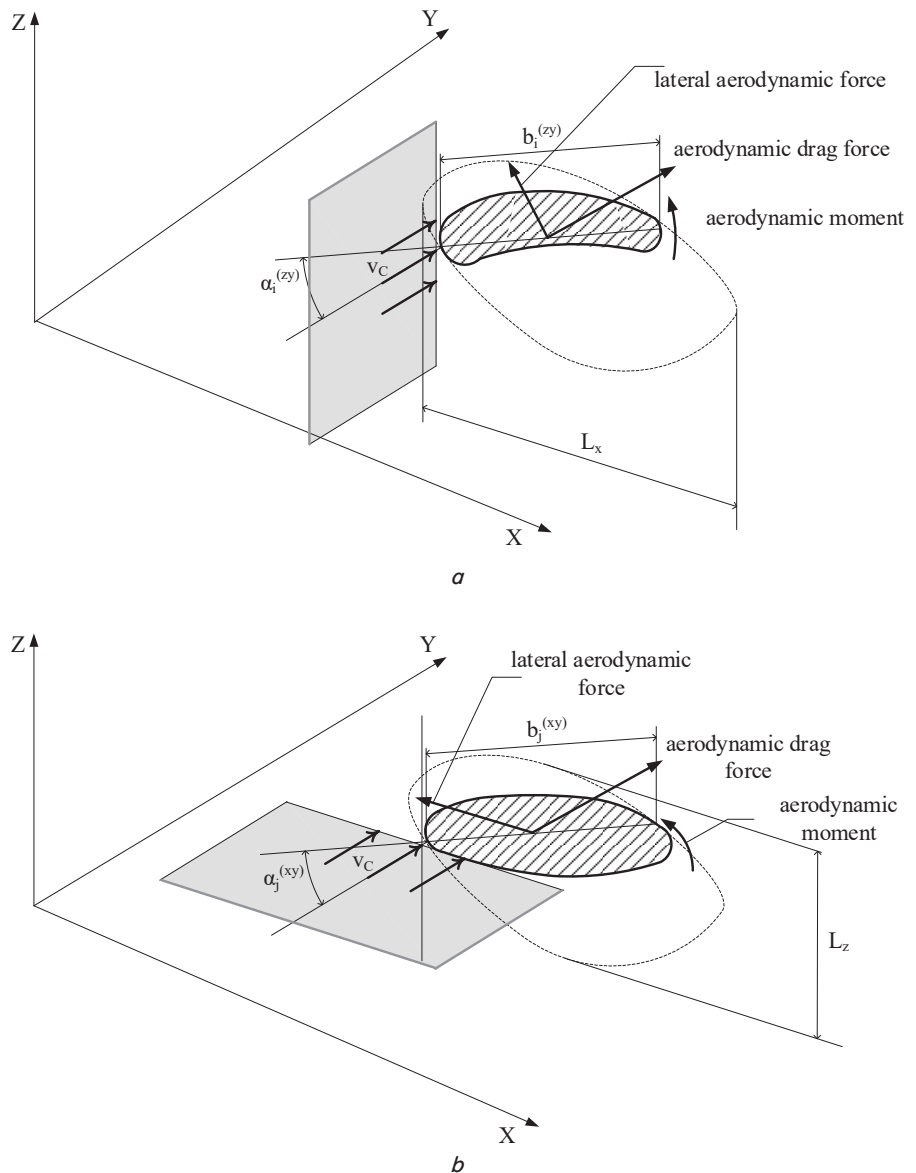 Z
Y
lateral aerodynamic force
b_i^(zy)
aerodynamic drag force
aerodynamic moment
v_C
α_i^(zy)
L_x
X
a
Z
Y
lateral aerodynamic
force
b_j^(xy)
aerodynamic drag
force
aerodynamic
moment
v_C
α_j^(xy)
L_z
X
b